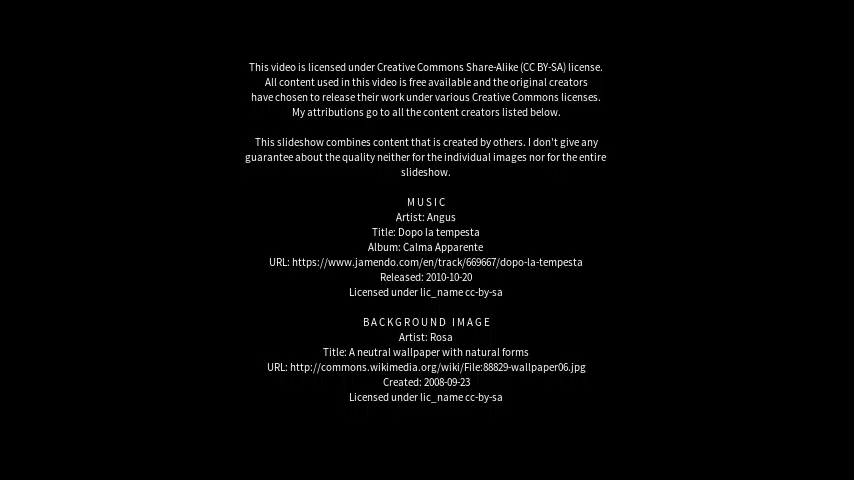 This video is licensed under Creative Commons Share-Alike (CC BY-SA) license.
All content used in this video is free available and the original creators
have chosen to release their work under various Creative Commons licenses.
My attributions go to all the content creators listed below.
This slideshow combines content that is created by others. I don't give any
guarantee about the quality neither for the individual images nor for the entire
slideshow.
MUSIC
Artist: Angus
Title: Dopo la tempesta
Album: Calma Apparente
URL: https://www.jamendo.com/en/track/669667/dopo-la-tempesta
Released: 2010-10-20
Licensed under lic_name cc-by-sa
BACKGROUND IMAGE
Artist: Rosa
Title: A neutral wallpaper with natural forms
URL: http://commons.wikimedia.org/wiki/File:88829-wallpaper06.jpg
Created: 2008-09-23
Licensed under lic_name cc-by-sa